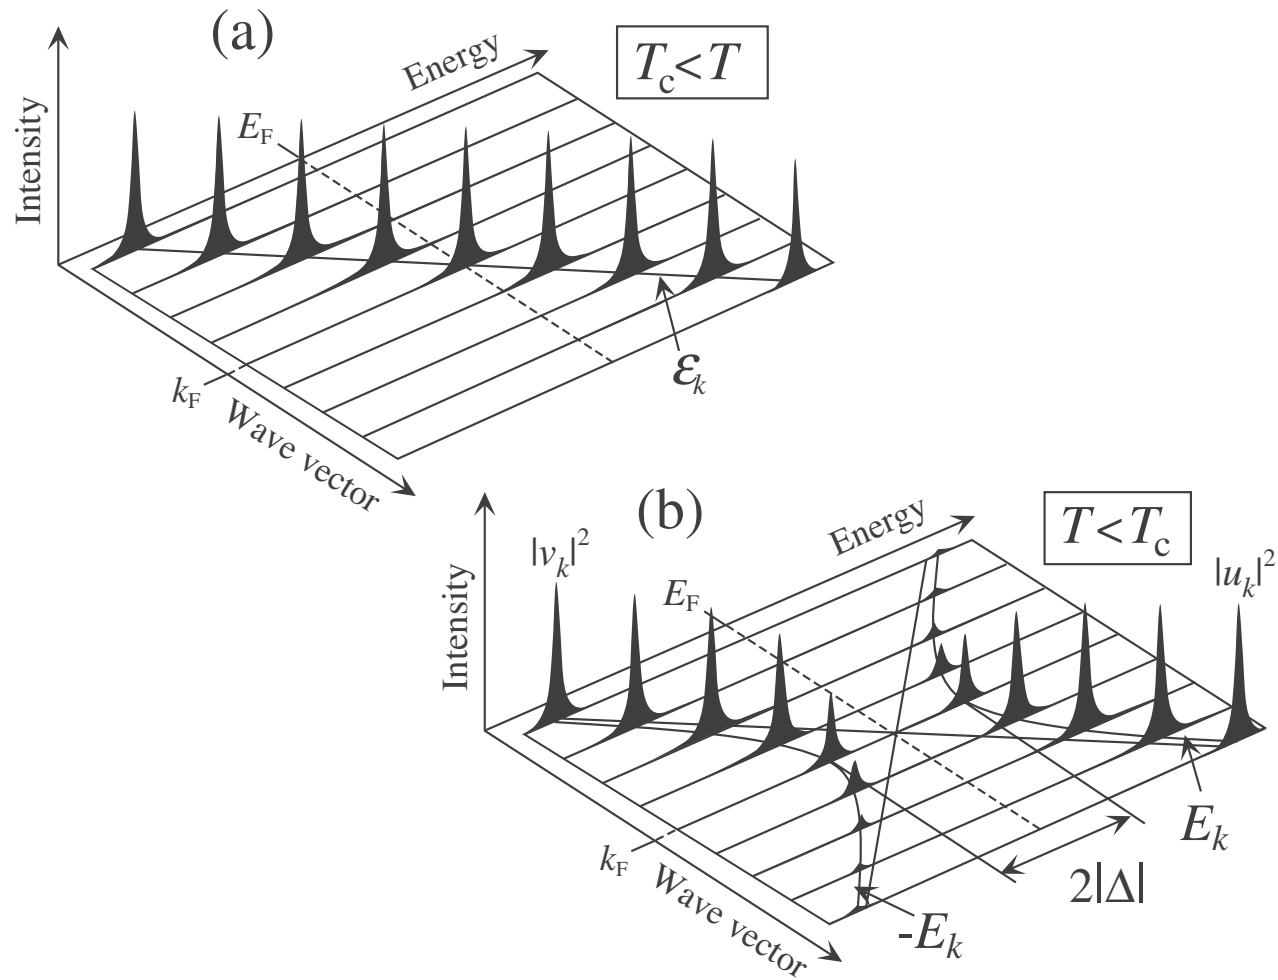 (a)
T_c<T
Energy
E_F
Intensity
ε_k
k_F
Wave vector
(b)
T<T_c
Energy
|v_k|^2
|u_k|^2
E_F
Intensity
E_k
k_F
2|Δ|
Wave vector
-E_k